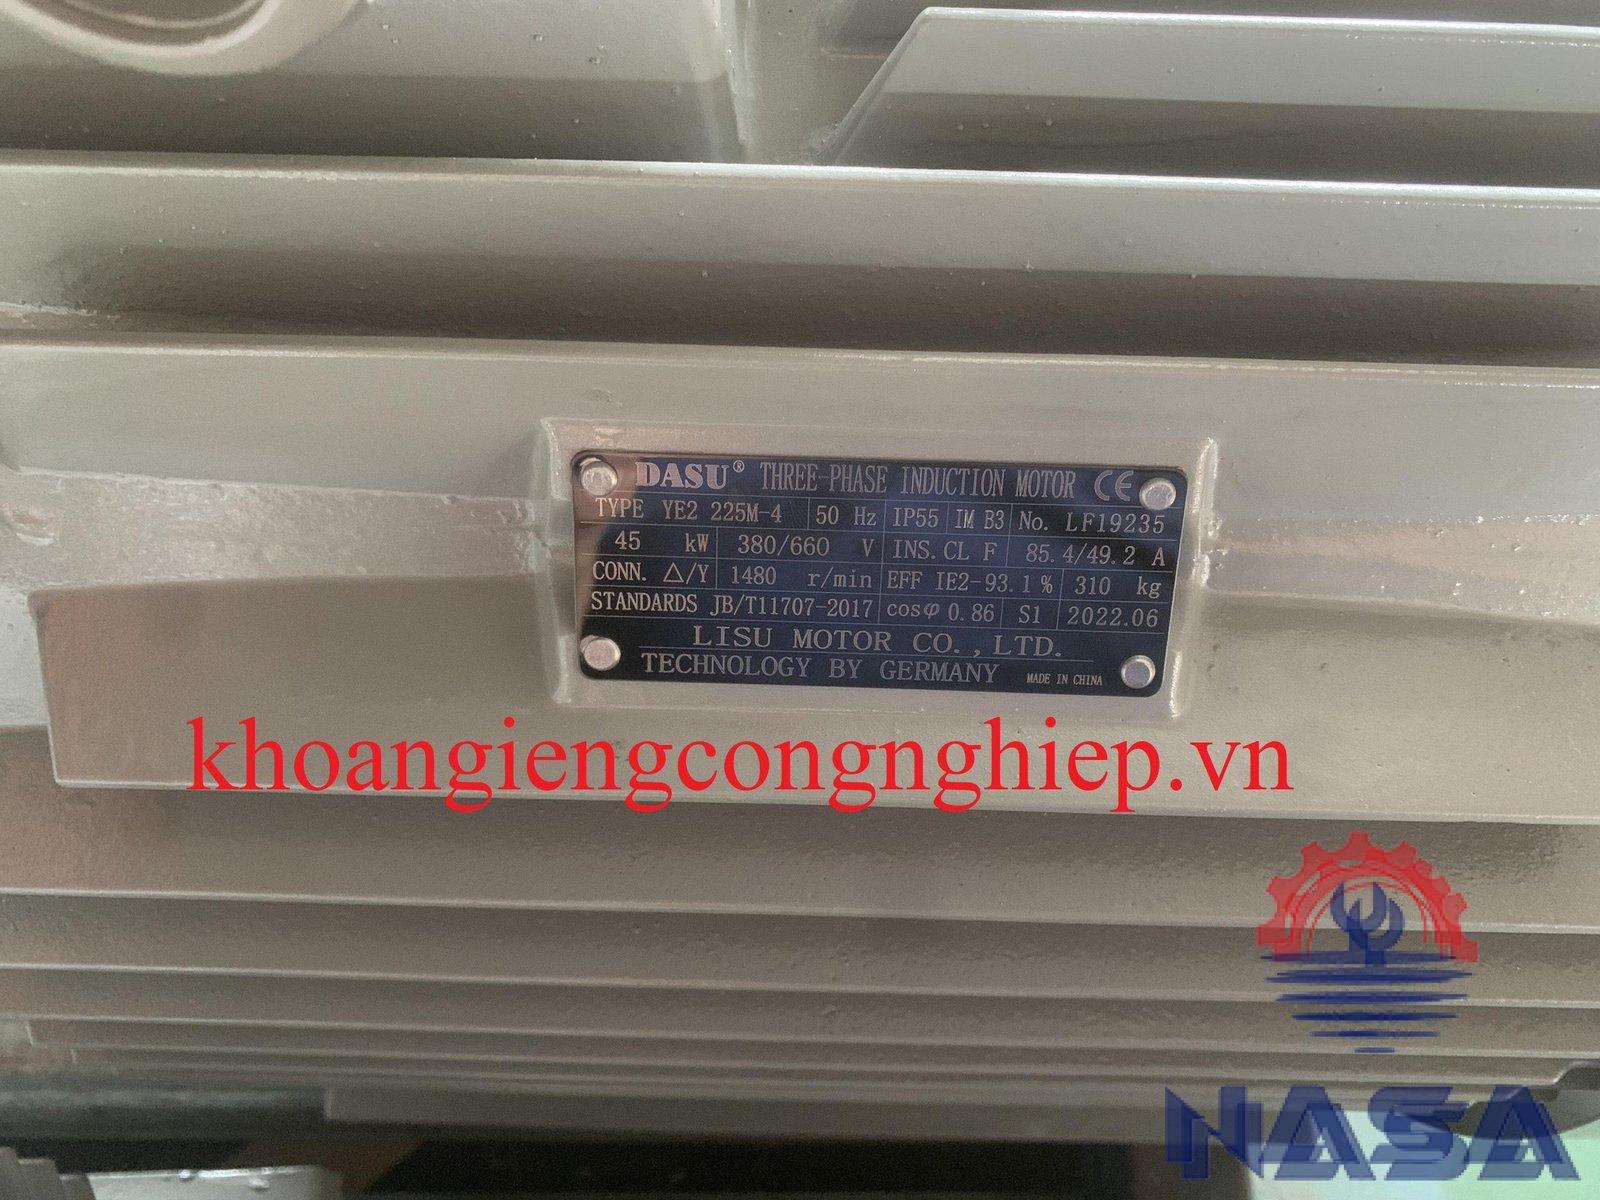 DASU® THREE-PHASE INDUCTION MOTOR CE
TYPE YE2 225M-4 50 Hz IP55 IM B3 No. LF19235
45 kW 380/660 V INS. CL F 85.4/49.2 A
CONN. △/Y 1480 r/min EFF IE2-93.1% 310 kg
STANDARDS JB/T11707-2017 cosφ 0.86 S1 2022.06
LISU MOTOR CO.,LTD.
TECHNOLOGY BY GERMANY MADE IN CHINA
khoangiengcongnghiep.vn
NASA